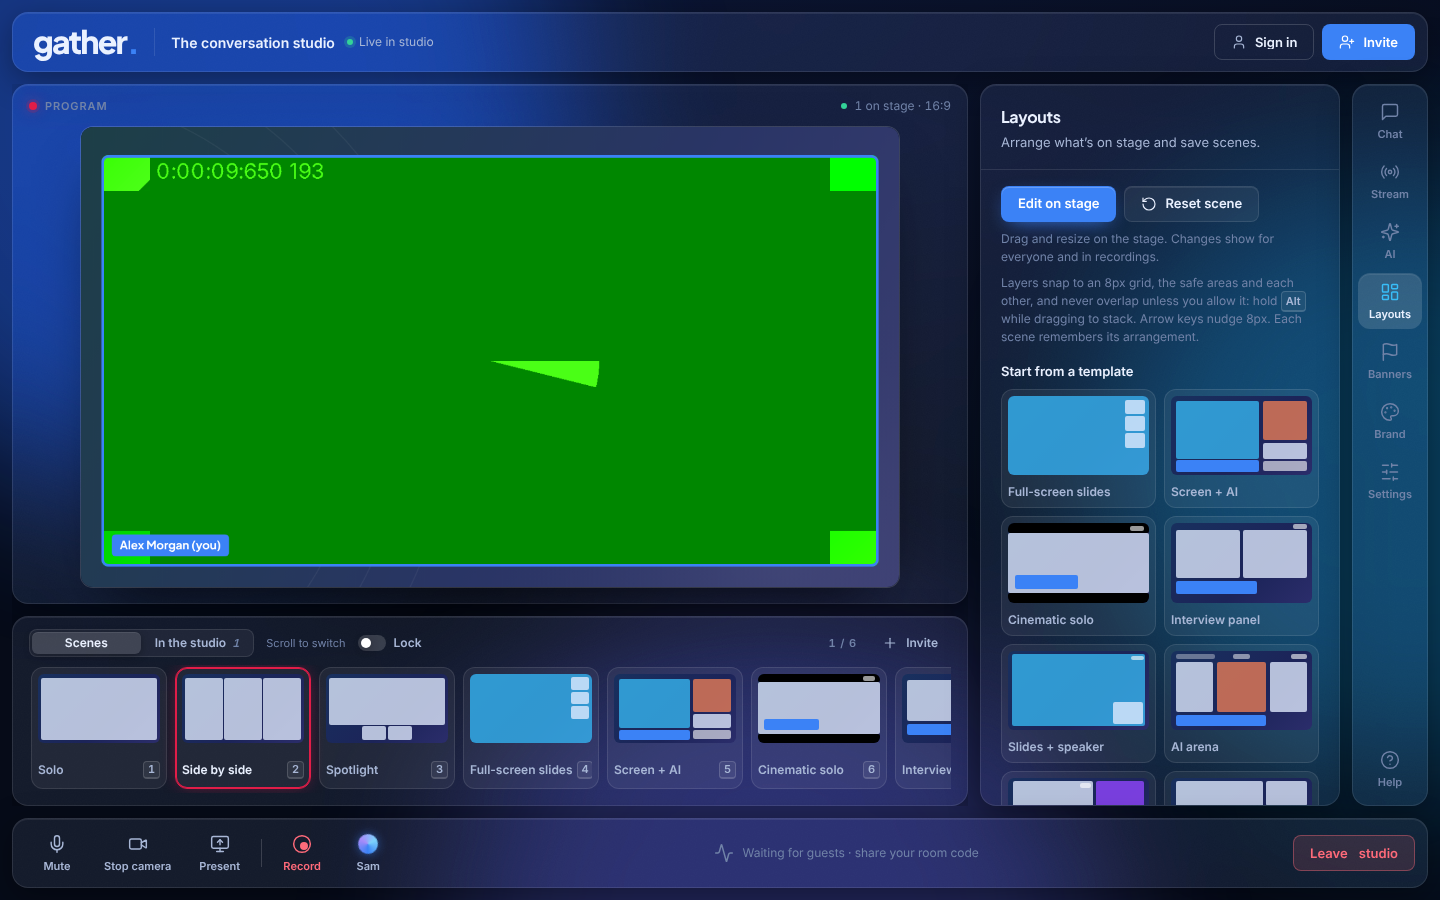 gather.
The conversation studio
Live in studio
Sign in
Invite
PROGRAM
1 on stage · 16:9
0:00:09:650 193
Alex Morgan (you)
Scenes
In the studio 1
Scroll to switch
Lock
1 / 6
Invite
Solo
1
Side by side
2
Spotlight
3
Full-screen slides
4
Screen + AI
5
Cinematic solo
6
Interview
Layouts
Arrange what's on stage and save scenes.
Edit on stage
Reset scene
Drag and resize on the stage. Changes show for
everyone and in recordings.
Layers snap to an 8px grid, the safe areas and each
other, and never overlap unless you allow it: hold Alt
while dragging to stack. Arrow keys nudge 8px. Each
scene remembers its arrangement.
Start from a template
Full-screen slides
Screen + AI
Cinematic solo
Interview panel
Slides + speaker
AI arena
Chat
Stream
AI
Layouts
Banners
Brand
Settings
Help
Mute
Stop camera
Present
Record
Sam
Waiting for guests · share your room code
Leave studio